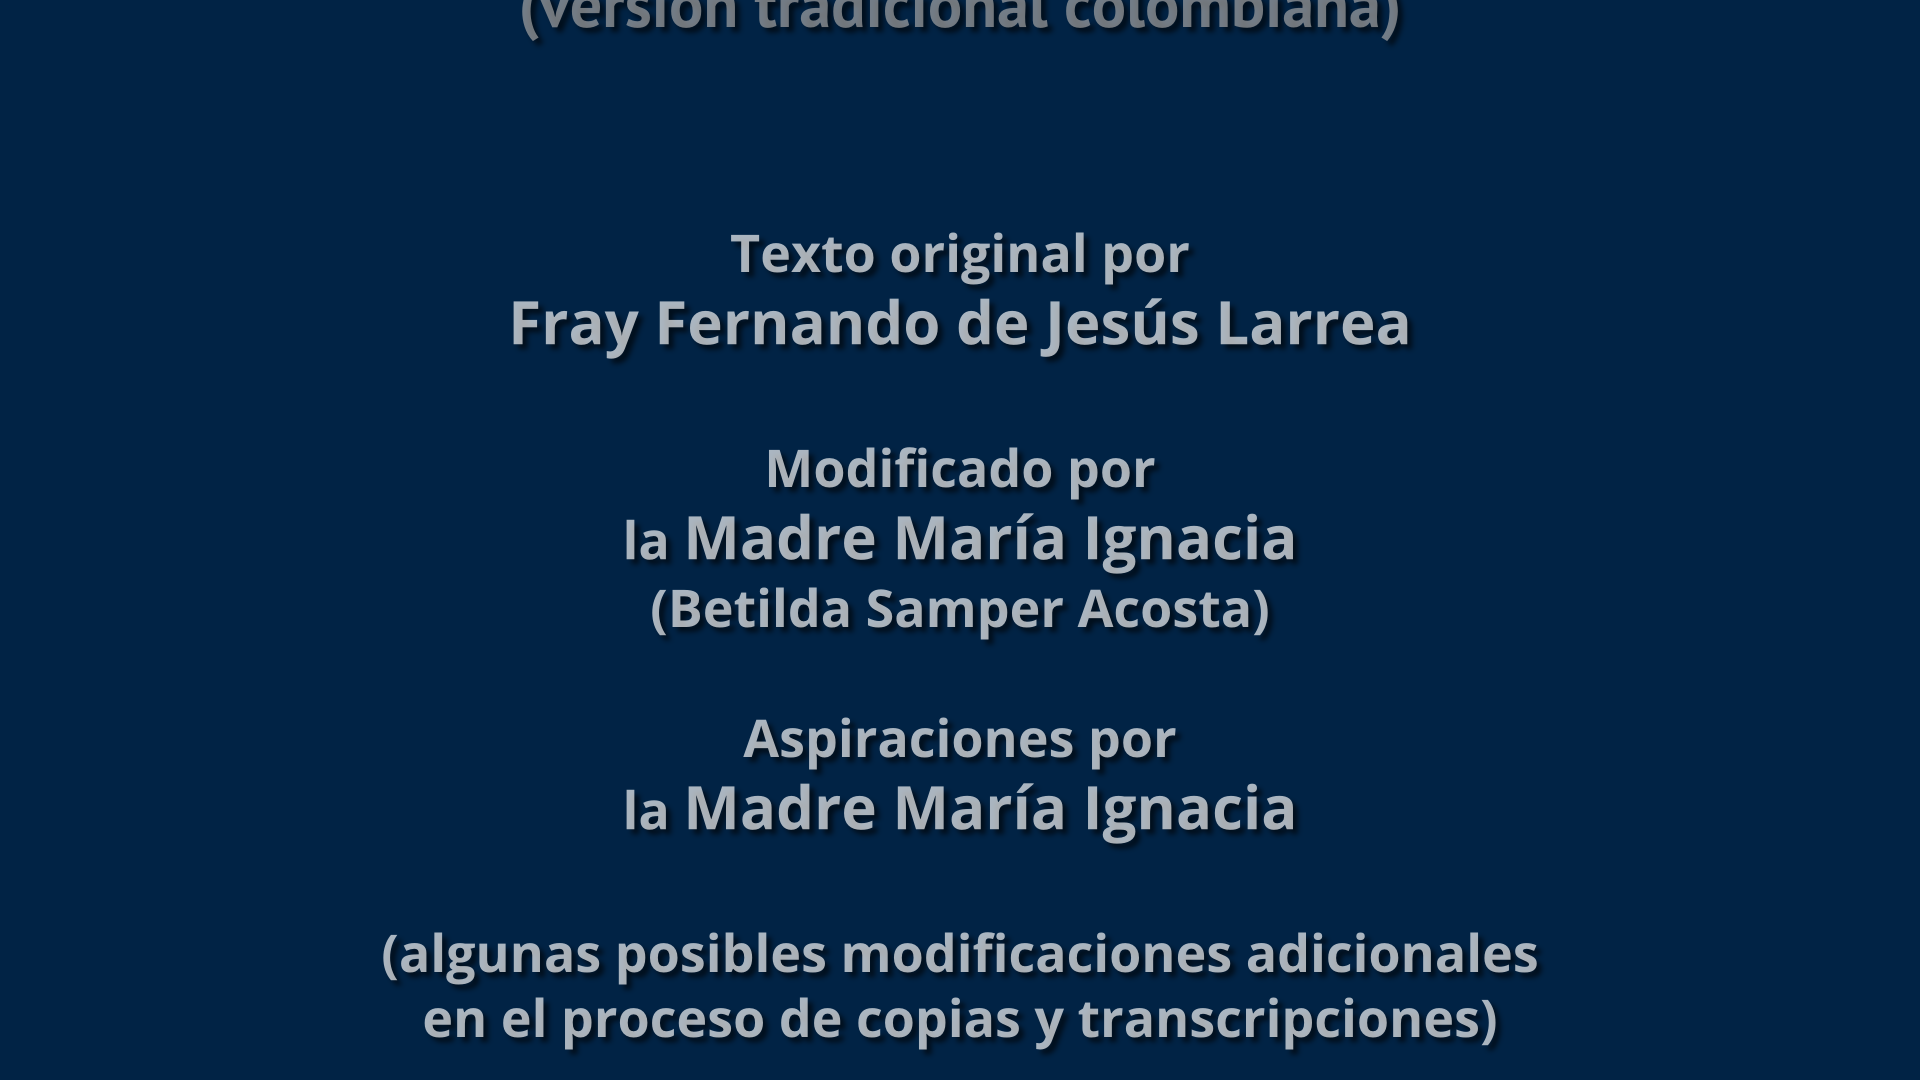 (versión tradicional colombiana)
Texto original por
Fray Fernando de Jesús Larrea
Modificado por
la Madre María Ignacia
(Betilda Samper Acosta)
Aspiraciones por
la Madre María Ignacia
(algunas posibles modificaciones adicionales
en el proceso de copias y transcripciones)